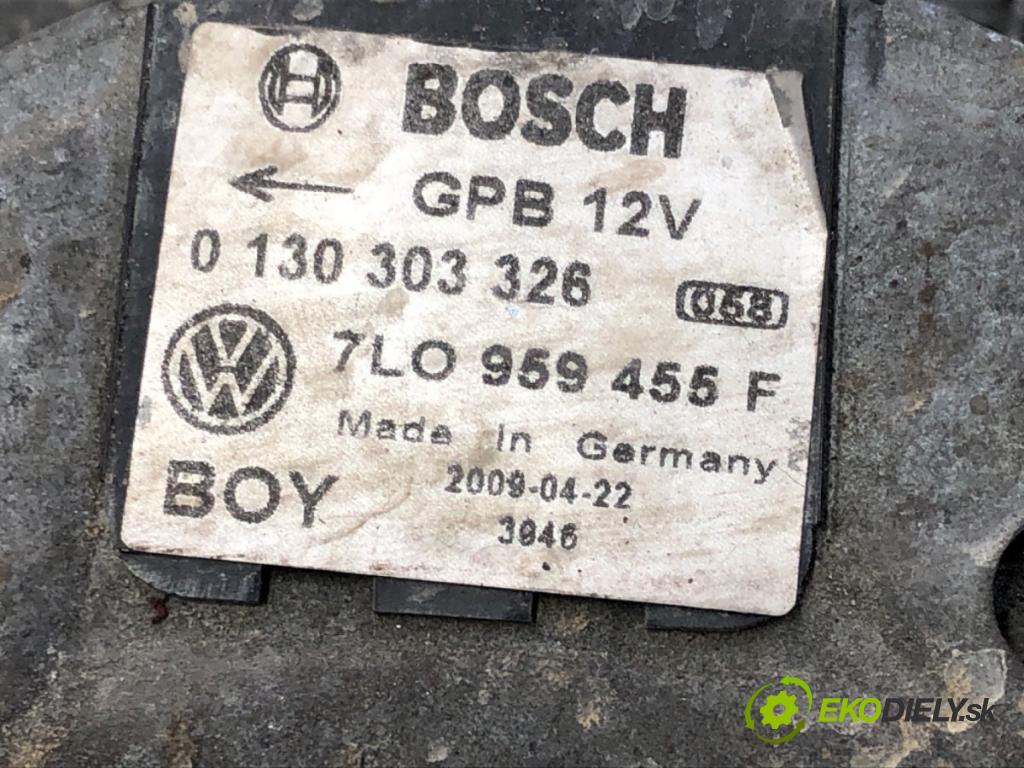 BOSCH
GPB 12V
0 130 303 326 058
7LO 959 455 F
Made in Germany
BOY 2009-04-22
3946
EKODIELY.sk